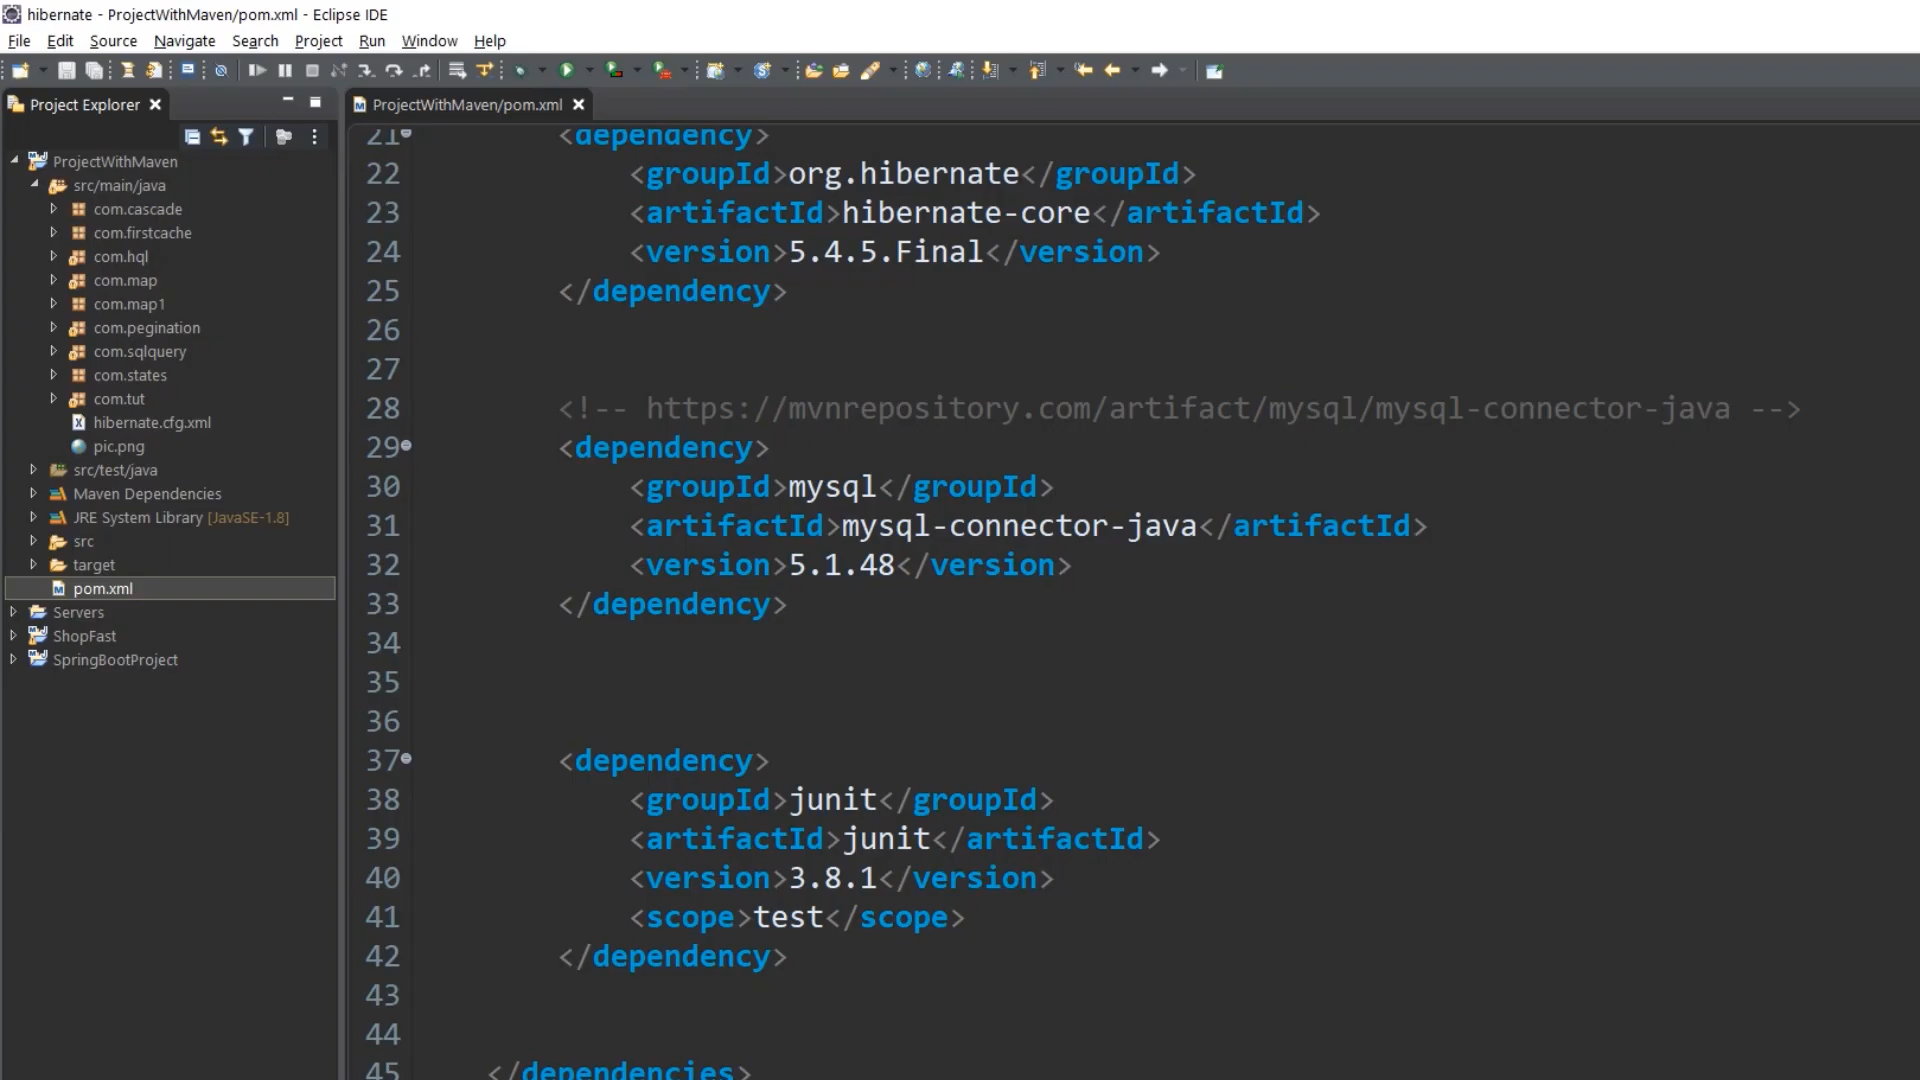 hibernate - ProjectWithMaven/pom.xml - Eclipse IDE
File Edit Source Navigate Search Project Run Window Help
Project Explorer
ProjectWithMaven
src/main/java
com.cascade
com.firstcache
com.hql
com.map
com.map1
com.pegination
com.sqlquery
com.states
com.tut
hibernate.cfg.xml
pic.png
src/test/java
Maven Dependencies
JRE System Library [JavaSE-1.8]
src
target
pom.xml
Servers
ShopFast
SpringBootProject
ProjectWithMaven/pom.xml
21 <dependency>
22 <groupId>org.hibernate</groupId>
23 <artifactId>hibernate-core</artifactId>
24 <version>5.4.5.Final</version>
25 </dependency>
26
27
28 <!-- https://mvnrepository.com/artifact/mysql/mysql-connector-java -->
29 <dependency>
30 <groupId>mysql</groupId>
31 <artifactId>mysql-connector-java</artifactId>
32 <version>5.1.48</version>
33 </dependency>
34
35
36
37 <dependency>
38 <groupId>junit</groupId>
39 <artifactId>junit</artifactId>
40 <version>3.8.1</version>
41 <scope>test</scope>
42 </dependency>
43
44
45 </dependencies>